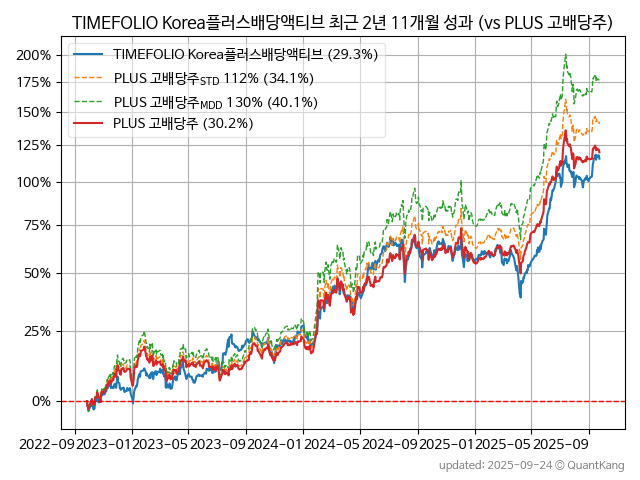 TIMEFOLIO Korea플러스배당액티브 최근 2년 11개월 성과 (vs PLUS 고배당주)
TIMEFOLIO Korea플러스배당액티브 (29.3%)
PLUS 고배당주STD 112% (34.1%)
PLUS 고배당주MDD 130% (40.1%)
PLUS 고배당주 (30.2%)
200%
175%
150%
125%
100%
75%
50%
25%
0%
2022-09 2023-01 2023-05 2023-09 2024-01 2024-05 2024-09 2025-01 2025-05 2025-09
updated: 2025-09-24 © QuantKang